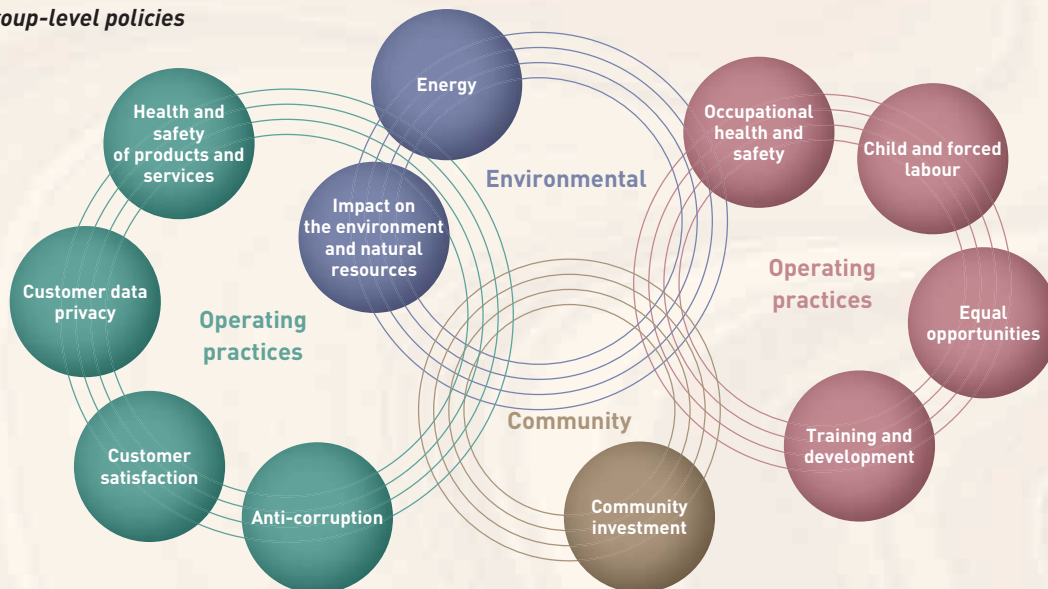 roup-level policies
Energy
Health and
safety
of products and
services
Occupational
health and
safety
Child and forced
labour
Environmental
Impact on
the environment
and natural
resources
Customer data
privacy
Operating
practices
Operating
practices
Equal
opportunities
Community
Customer
satisfaction
Training and
development
Anti-corruption
Community
investment